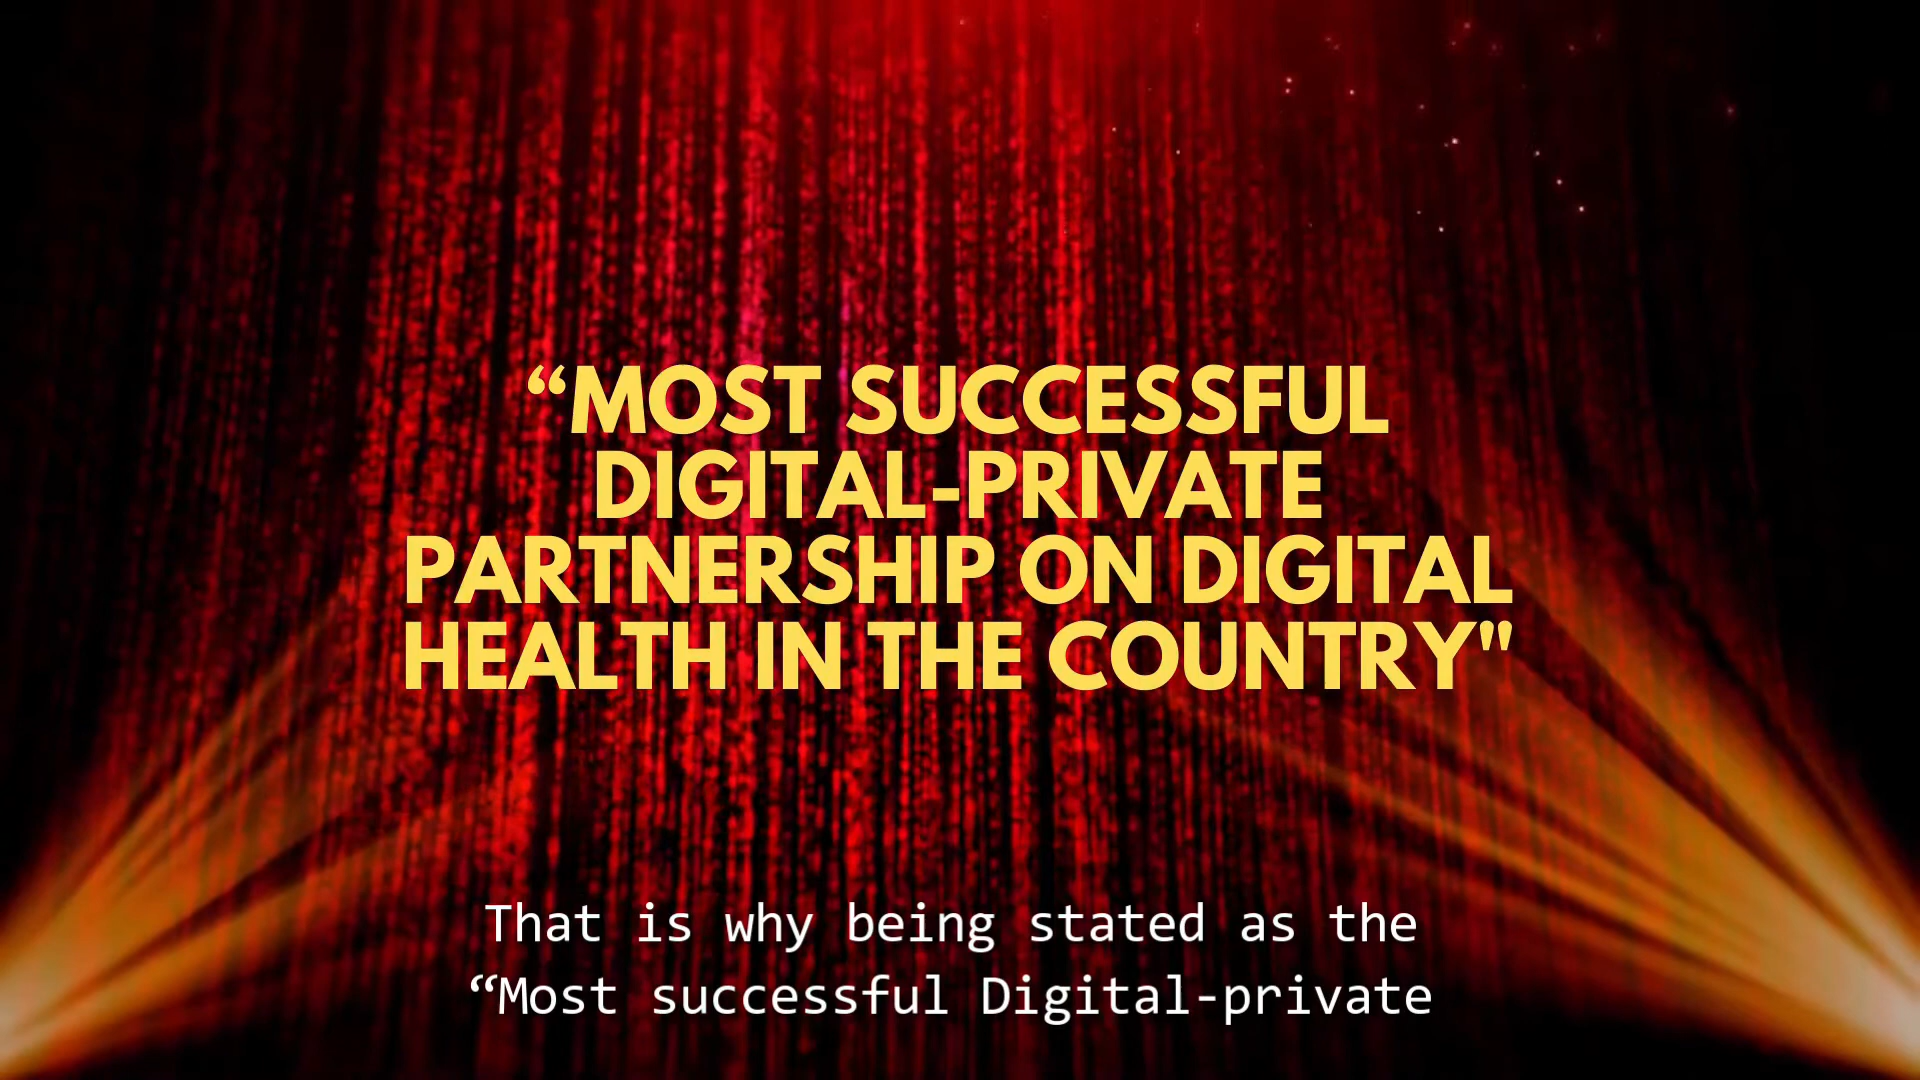 “MOST SUCCESSFUL
DIGITAL-PRIVATE
PARTNERSHIP ON DIGITAL
HEALTH IN THE COUNTRY"
That is why being stated as the
“Most successful Digital-private